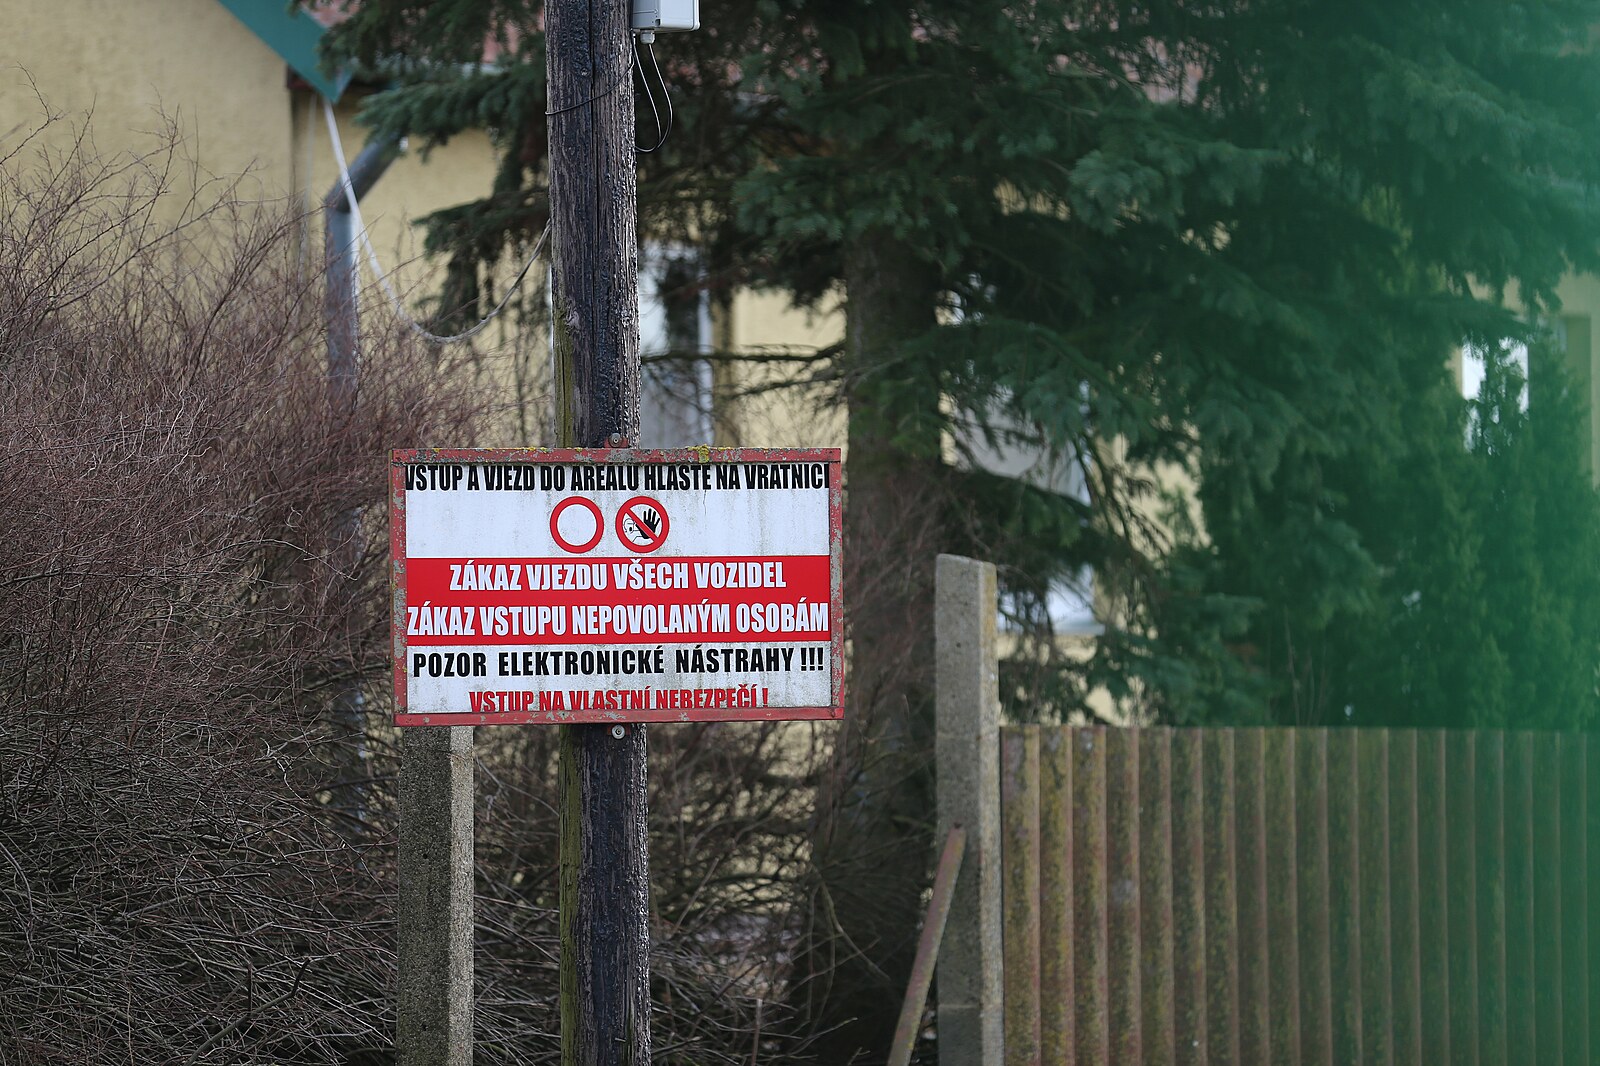 VSTUP A VJEZD DO AREÁLU HLASTE NA VRATNICI
ZÁKAZ VJEZDU VŠECH VOZIDEL
ZÁKAZ VSTUPU NEPOVOLANÝM OSOBÁM
POZOR ELEKTRONICKÉ NÁSTRAHY !!!
VSTUP NA VLASTNÍ NEBEZPEČÍ !